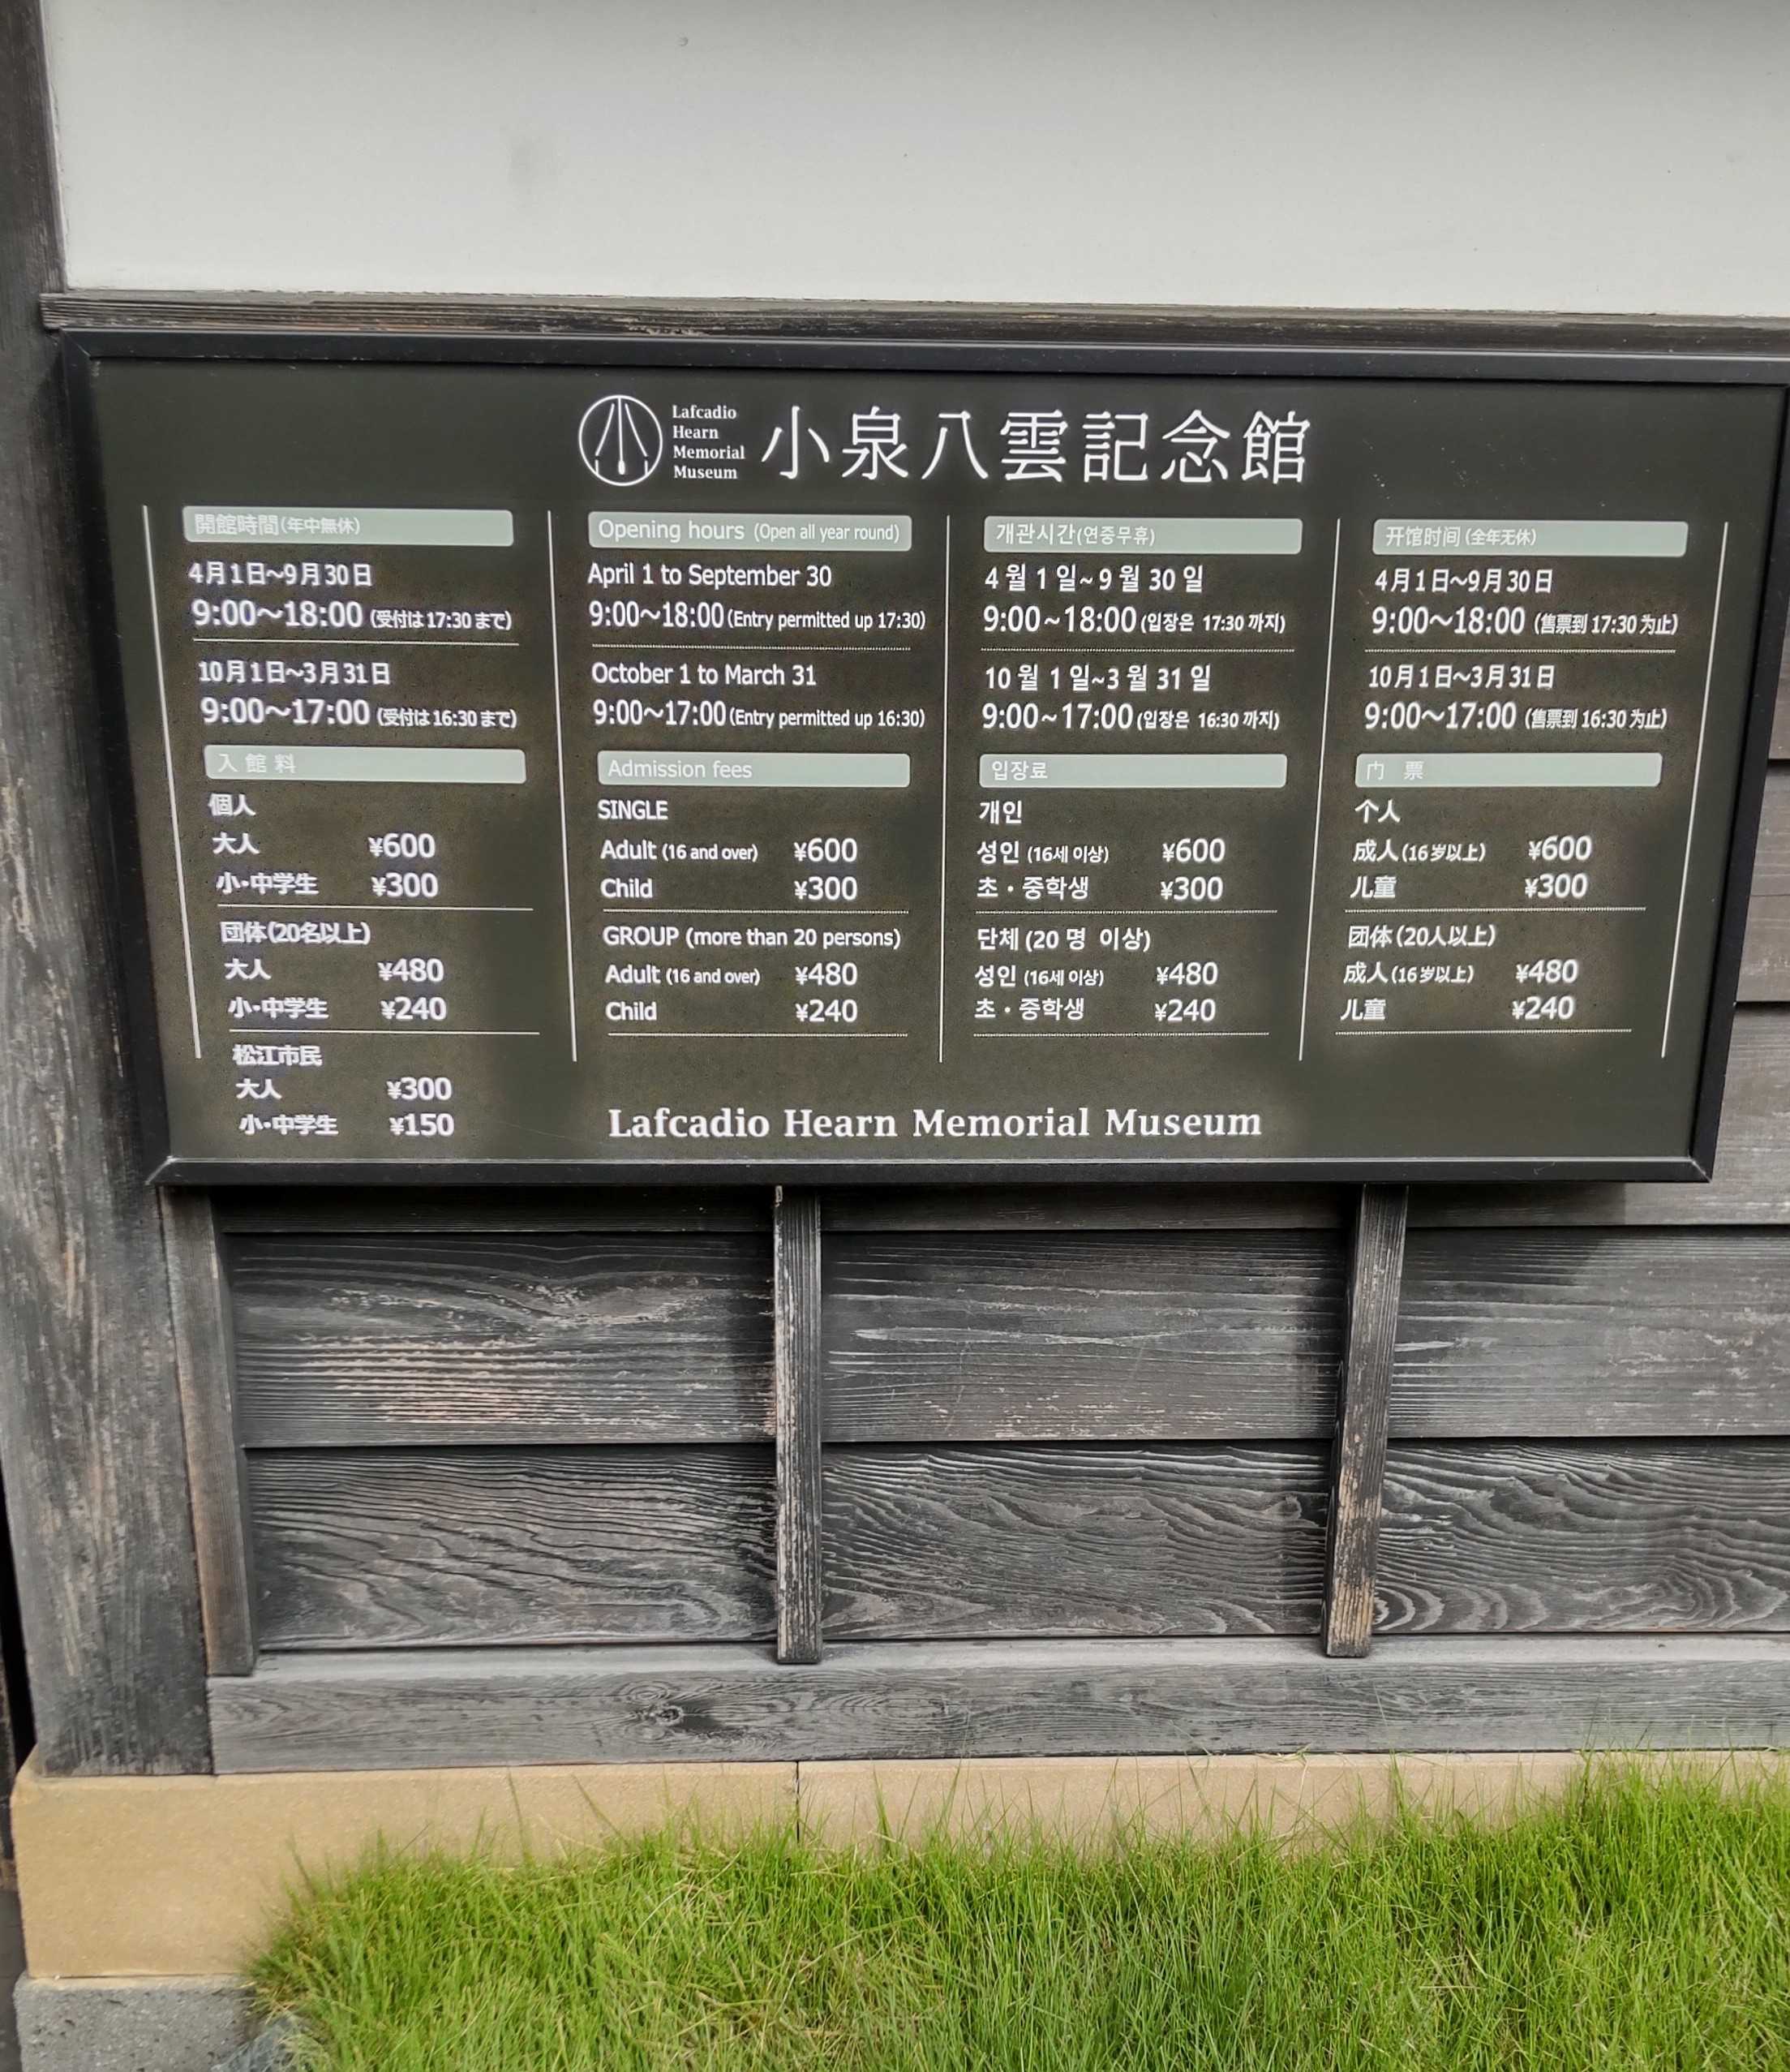 Lafcadio
Hearn
Memorial
Museum
小泉八雲記念館
開館時間(年中無休)
4月1日~9月30日
9:00~18:00 (受付は 17:30 まで)
10月1日~3月31日
9:00~17:00 (受付は 16:30 まで)
入 館 料
個人
大人 ¥600
小・中学生 ¥300
団体(20名以上)
大人 ¥480
小・中学生 ¥240
松江市民
大人 ¥300
小・中学生 ¥150
Opening hours (Open all year round)
April 1 to September 30
9:00~18:00 (Entry permitted up 17:30)
October 1 to March 31
9:00~17:00 (Entry permitted up 16:30)
Admission fees
SINGLE
Adult (16 and over) ¥600
Child ¥300
GROUP (more than 20 persons)
Adult (16 and over) ¥480
Child ¥240
개관시간(연중무휴)
4 월 1 일~ 9 월 30 일
9:00~18:00 (입장은 17:30 까지)
10 월 1 일~3 월 31 일
9:00~17:00 (입장은 16:30 까지)
입장료
개인
성인 (16세 이상) ¥600
초・중학생 ¥300
단체 (20 명 이상)
성인 (16세 이상) ¥480
초・중학생 ¥240
开馆时间 (全年无休)
4月1日~9月30日
9:00~18:00 (售票到 17:30 为止)
10月1日~3月31日
9:00~17:00 (售票到 16:30 为止)
门 票
个人
成人 (16岁以上) ¥600
儿童 ¥300
团体 (20人以上)
成人 (16岁以上) ¥480
儿童 ¥240
Lafcadio Hearn Memorial Museum